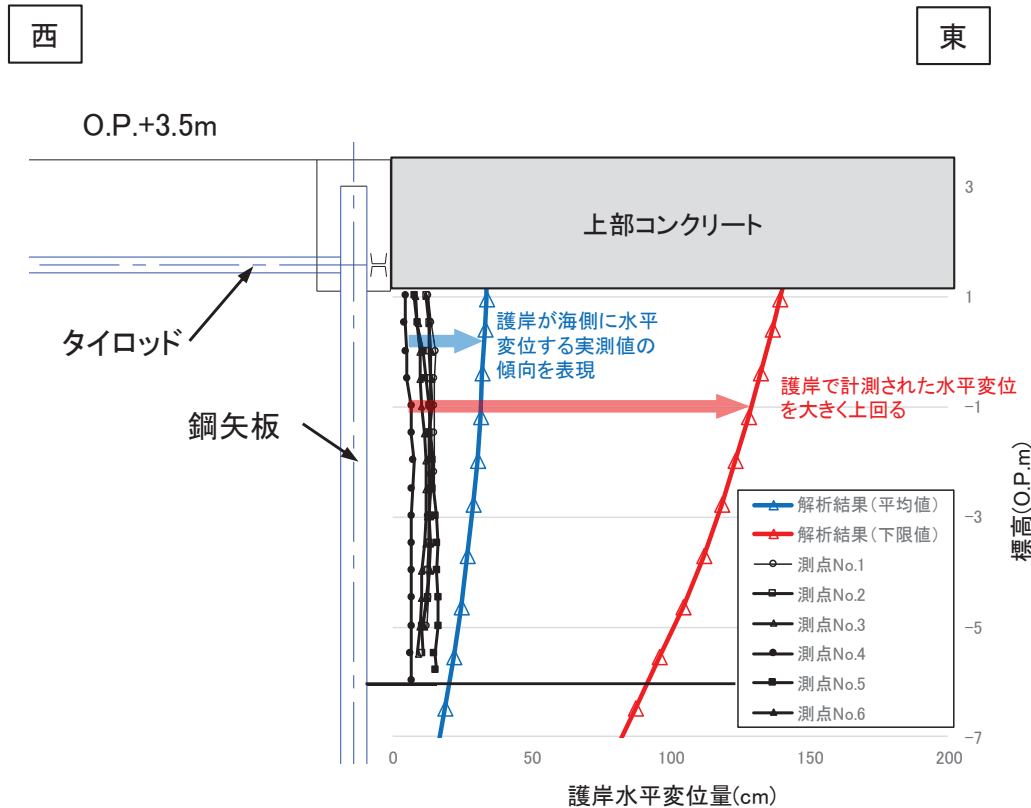 西
東
O.P.+3.5m
上部コンクリート
タイロッド
鋼矢板
護岸が海側に水平
変位する実測値の
傾向を表現
護岸で計測された水平変位
を大きく上回る
3
1
-1
-3
-5
-7
標高(O.P.m)
解析結果(平均値)
解析結果(下限値)
測点No.1
測点No.2
測点No.3
測点No.4
測点No.5
測点No.6
0
50
100
150
200
護岸水平変位量(cm)